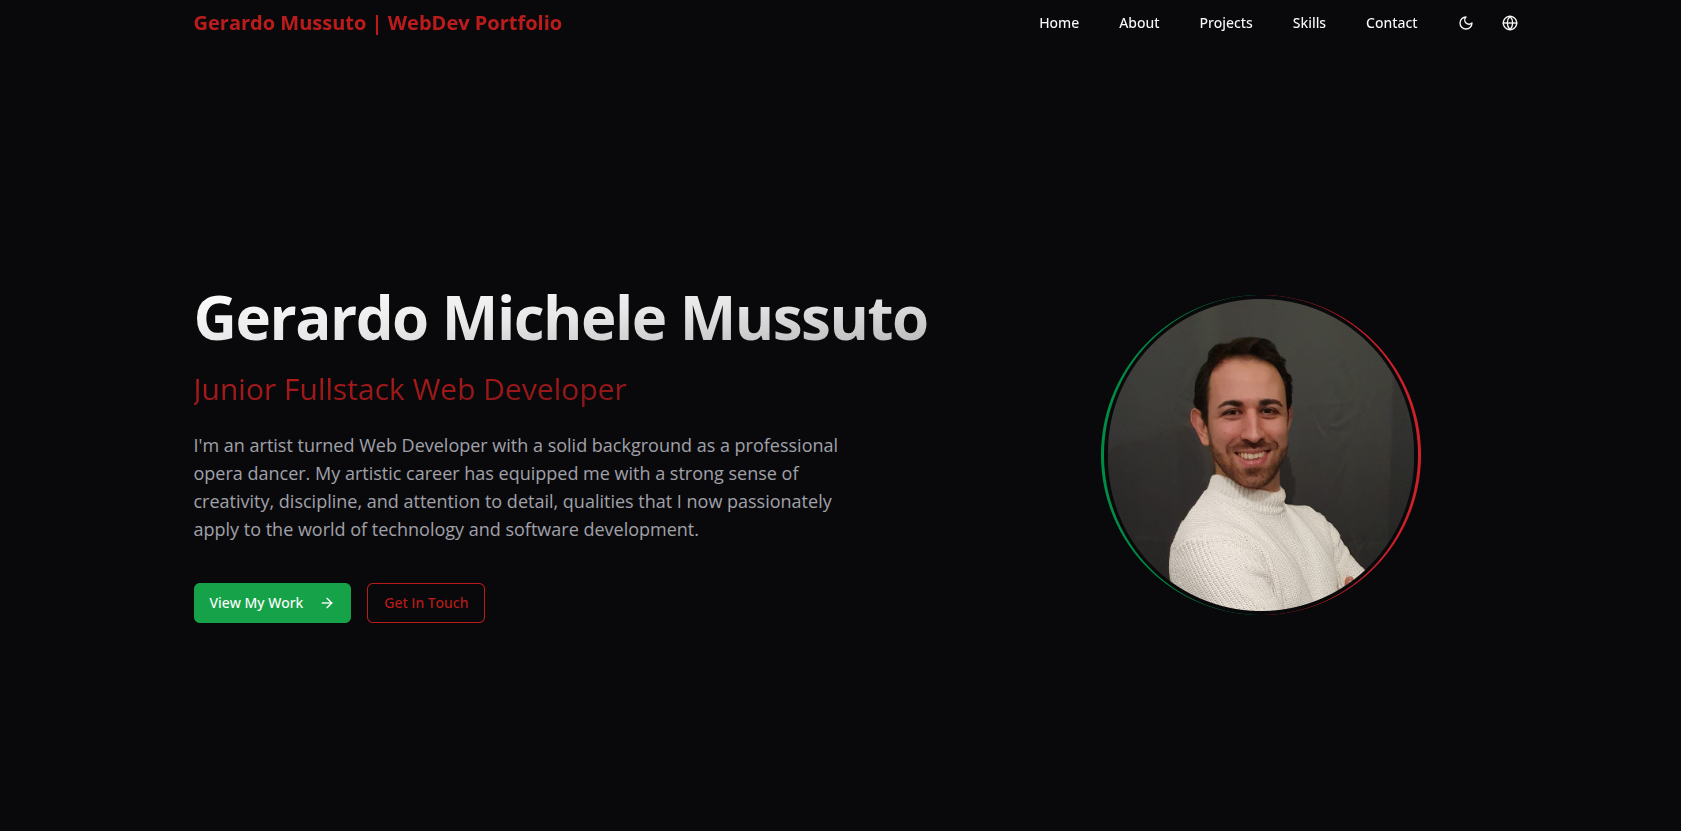 Gerardo Mussuto | WebDev Portfolio
Home
About
Projects
Skills
Contact
Gerardo Michele Mussuto
Junior Fullstack Web Developer
I'm an artist turned Web Developer with a solid background as a professional
opera dancer. My artistic career has equipped me with a strong sense of
creativity, discipline, and attention to detail, qualities that I now passionately
apply to the world of technology and software development.
View My Work
Get In Touch